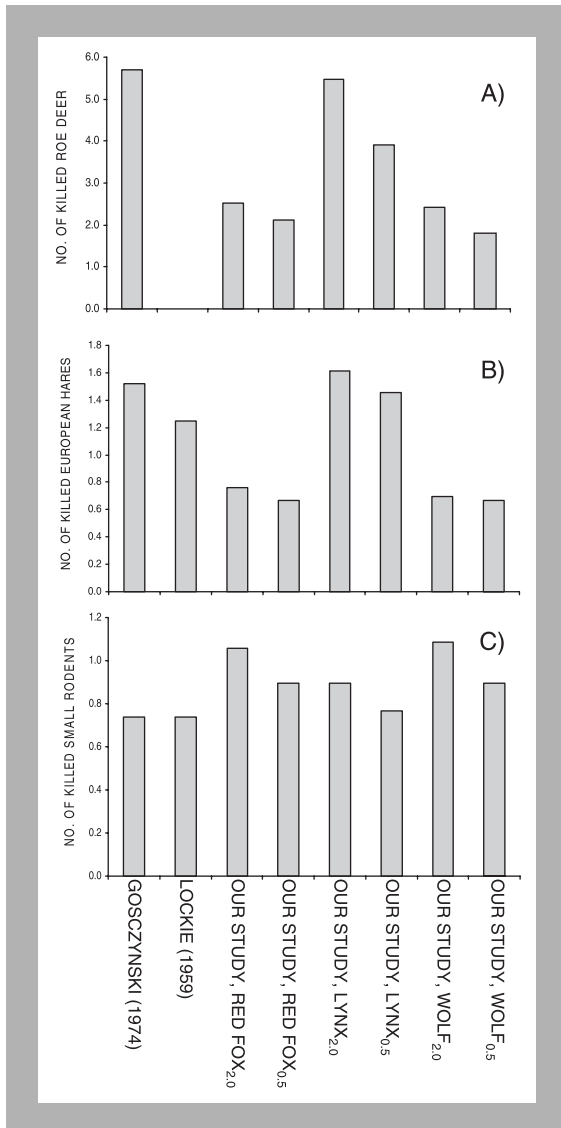 A)
NO. OF KILLED ROE DEER
6.0
5.0
4.0
3.0
2.0
1.0
0.0
B)
NO. OF KILLED EUROPEAN HARES
1.8
1.6
1.4
1.2
1.0
0.8
0.6
0.4
0.2
0.0
C)
NO. OF KILLED SMALL RODENTS
1.2
1.0
0.8
0.6
0.4
0.2
0.0
GOSCZYNSKI (1974)
LOCKIE (1959)
OUR STUDY, RED FOX2.0
OUR STUDY, RED FOX0.5
OUR STUDY, LYNX2.0
OUR STUDY, LYNX0.5
OUR STUDY, WOLF2.0
OUR STUDY, WOLF0.5